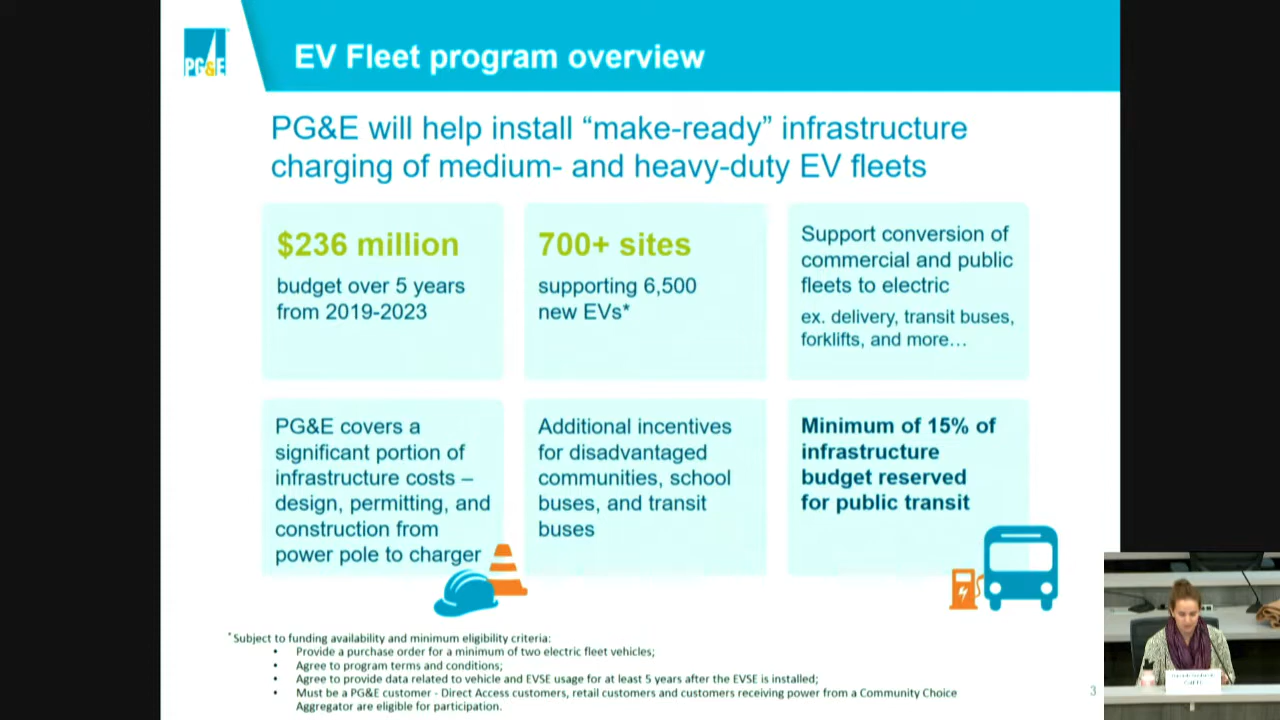 PG&E
EV Fleet program overview
PG&E will help install “make-ready” infrastructure
charging of medium- and heavy-duty EV fleets
$236 million
budget over 5 years
from 2019-2023
700+ sites
supporting 6,500
new EVs*
Support conversion of
commercial and public
fleets to electric
ex. delivery, transit buses,
forklifts, and more…
PG&E covers a
significant portion of
infrastructure costs –
design, permitting, and
construction from
power pole to charger
Additional incentives
for disadvantaged
communities, school
buses, and transit
buses
Minimum of 15% of
infrastructure
budget reserved
for public transit
* Subject to funding availability and minimum eligibility criteria:
• Provide a purchase order for a minimum of two electric fleet vehicles;
• Agree to program terms and conditions;
• Agree to provide data related to vehicle and EVSE usage for at least 5 years after the EVSE is installed;
• Must be a PG&E customer - Direct Access customers, retail customers and customers receiving power from a Community Choice
Aggregator are eligible for participation.
3